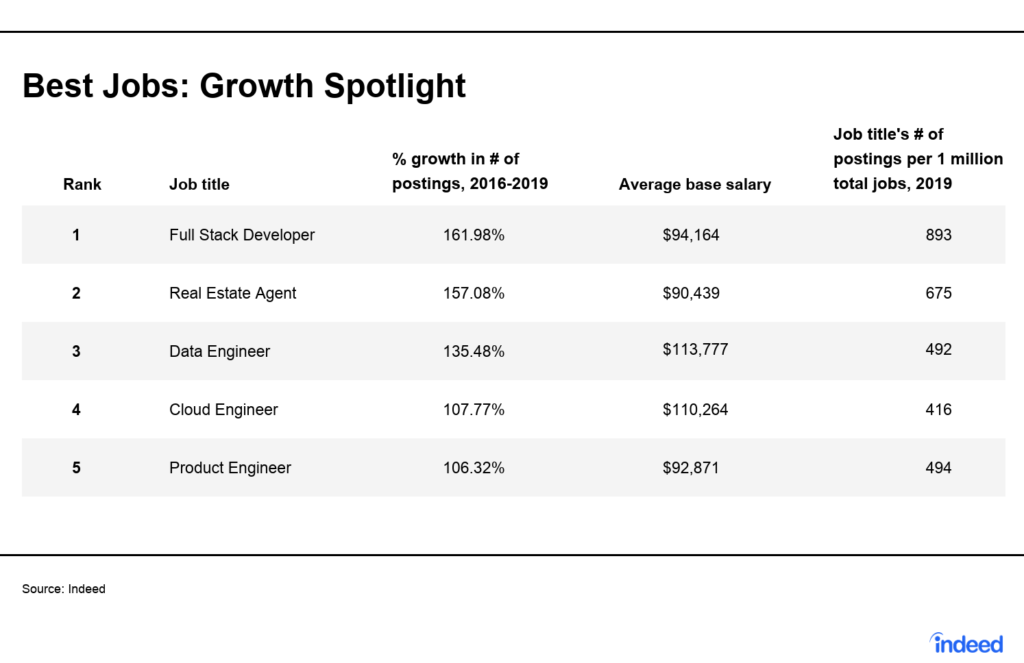 Best Jobs: Growth Spotlight
Rank Job title % growth in # of postings, 2016-2019 Average base salary Job title's # of postings per 1 million total jobs, 2019
1 Full Stack Developer 161.98% $94,164 893
2 Real Estate Agent 157.08% $90,439 675
3 Data Engineer 135.48% $113,777 492
4 Cloud Engineer 107.77% $110,264 416
5 Product Engineer 106.32% $92,871 494
Source: Indeed
indeed